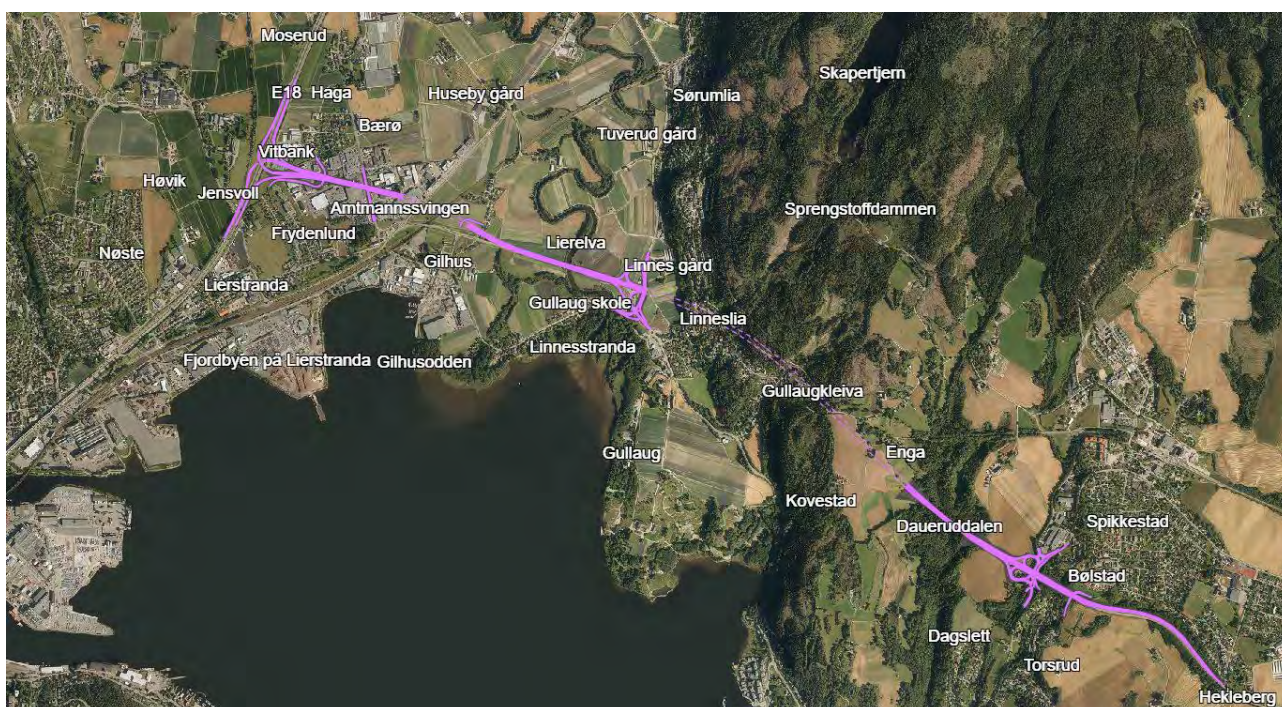 Moserud
Skapertjern
E18 Haga
Huseby gård
Sørumlia
Bærø
Tuverud gård
Vitbank
Høvik
Jensvoll
Amtmannssvingen
Sprengstoffdammen
Frydenlund
Lierelva
Nøste
Gilhus
Linnes gård
Lierstranda
Gullaug skole
Linneslia
Linnesstranda
Fjordbyen på Lierstranda
Gilhusodden
Gullaugkleiva
Gullaug
Enga
Kovestad
Daueruddalen
Spikkestad
Bølstad
Dagslett
Torsrud
Hekleberg